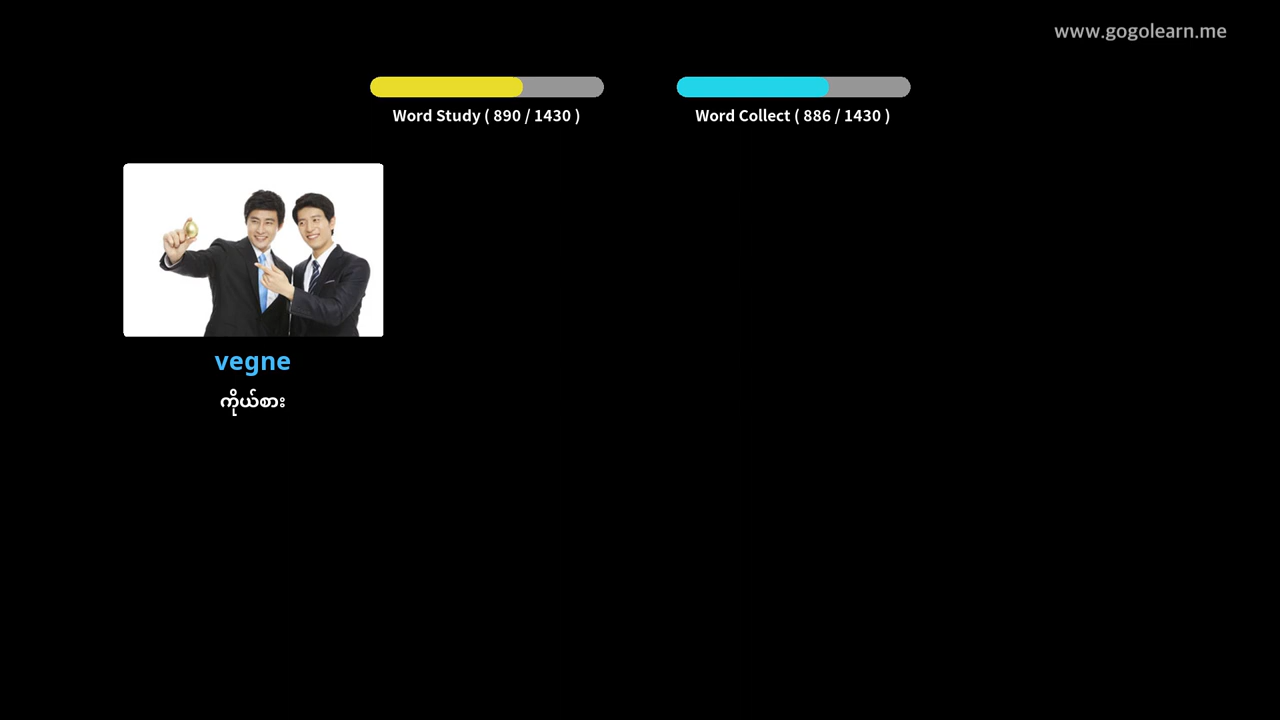 www.gogolearn.me
Word Study ( 890 / 1430 )
Word Collect ( 886 / 1430 )
vegne
ကိုယ်စား